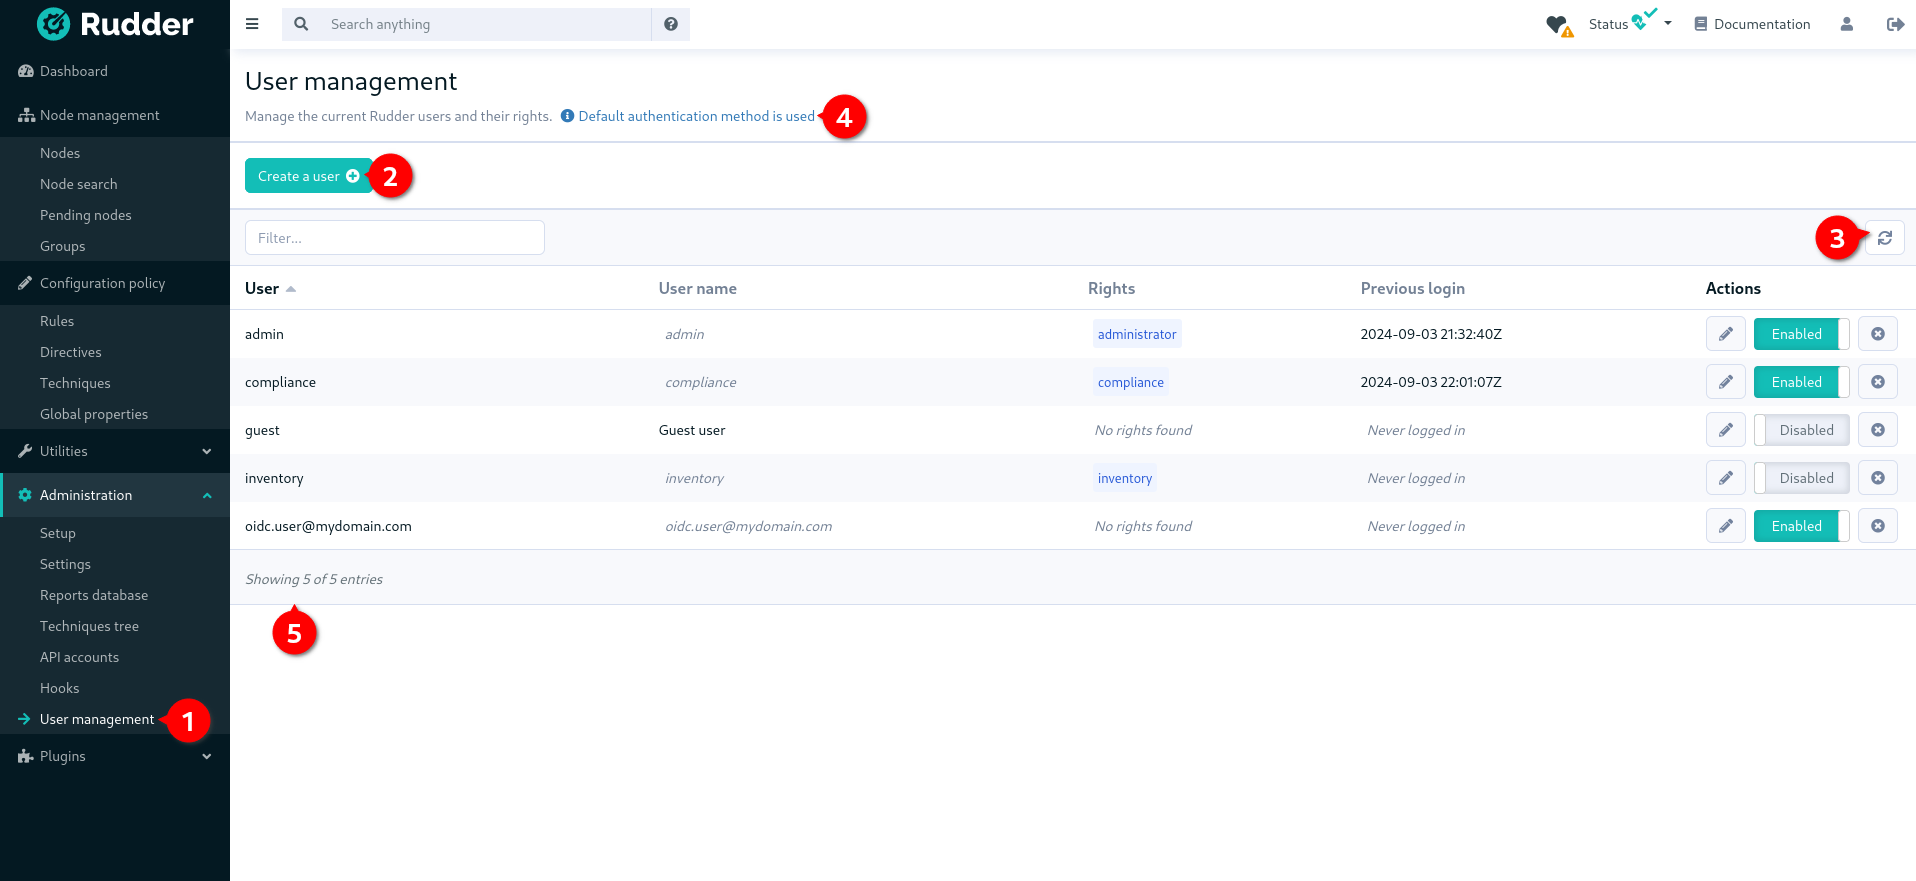 Rudder
Search anything
Status
Documentation
Dashboard
Node management
Nodes
Node search
Pending nodes
Groups
Configuration policy
Rules
Directives
Techniques
Global properties
Utilities
Administration
Setup
Settings
Reports database
Techniques tree
API accounts
Hooks
User management 1
Plugins
User management
Manage the current Rudder users and their rights. Default authentication method is used 4
Create a user 2
Filter... 3
User User name Rights Previous login Actions
admin admin administrator 2024-09-03 21:32:40Z Enabled
compliance compliance compliance 2024-09-03 22:01:07Z Enabled
guest Guest user No rights found Never logged in Disabled
inventory inventory inventory Never logged in Disabled
oidc.user@mydomain.com oidc.user@mydomain.com No rights found Never logged in Enabled
Showing 5 of 5 entries
5